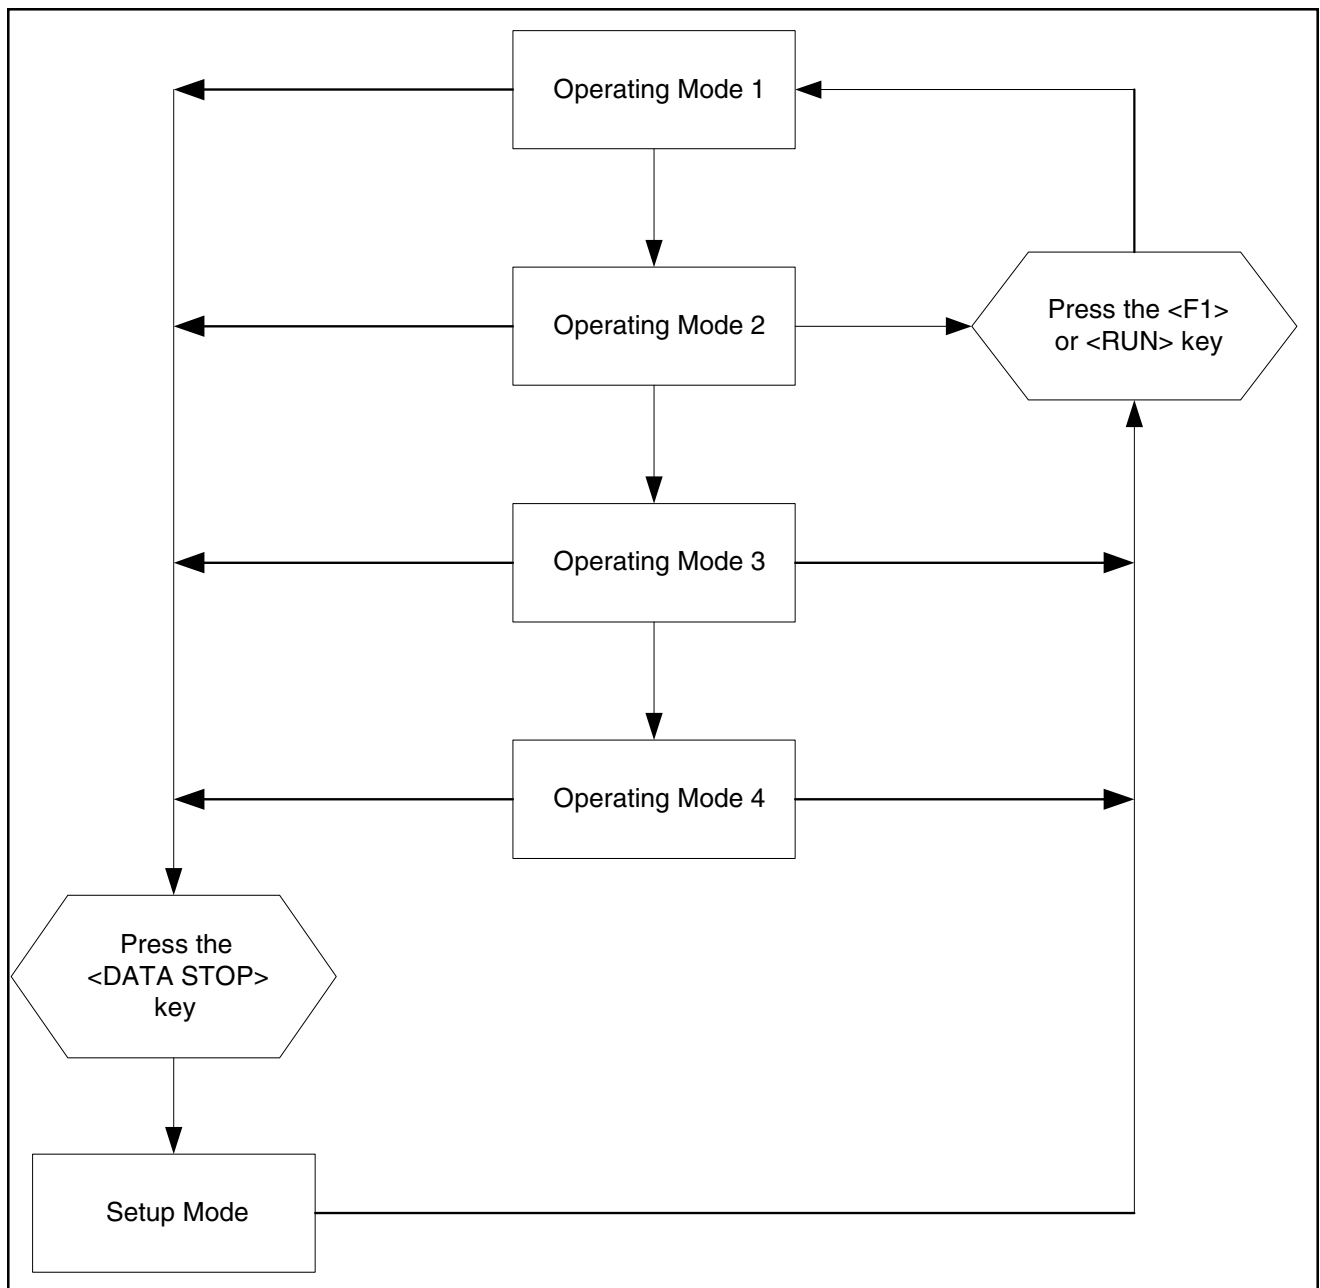 Operating Mode 1
Operating Mode 2
Press the <F1>
or <RUN> key
Operating Mode 3
Operating Mode 4
Press the
<DATA STOP>
key
Setup Mode